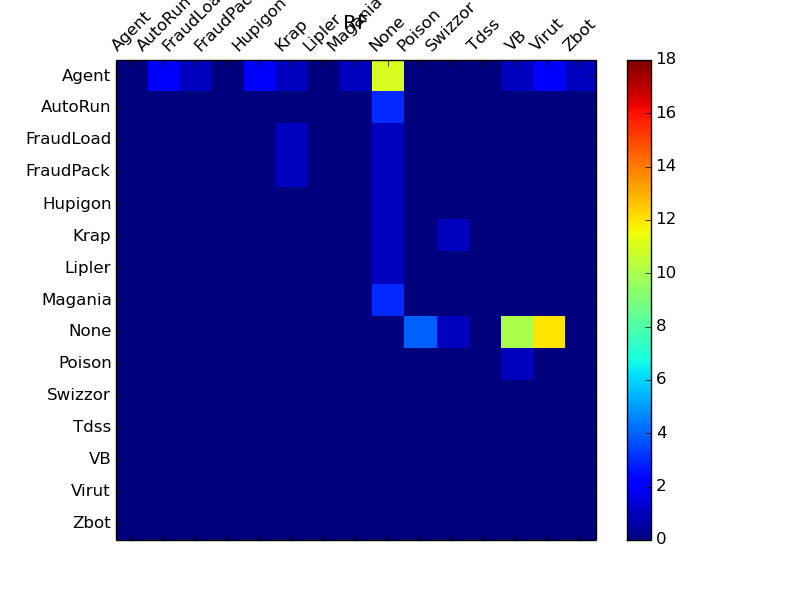 Rx
Agent
AutoRun
FraudLoad
FraudPack
Hupigon
Krap
Lipler
Magania
None
Poison
Swizzor
Tdss
VB
Virut
Zbot
Agent
AutoRun
FraudLoad
FraudPack
Hupigon
Krap
Lipler
Magania
None
Poison
Swizzor
Tdss
VB
Virut
Zbot
18
16
14
12
10
8
6
4
2
0